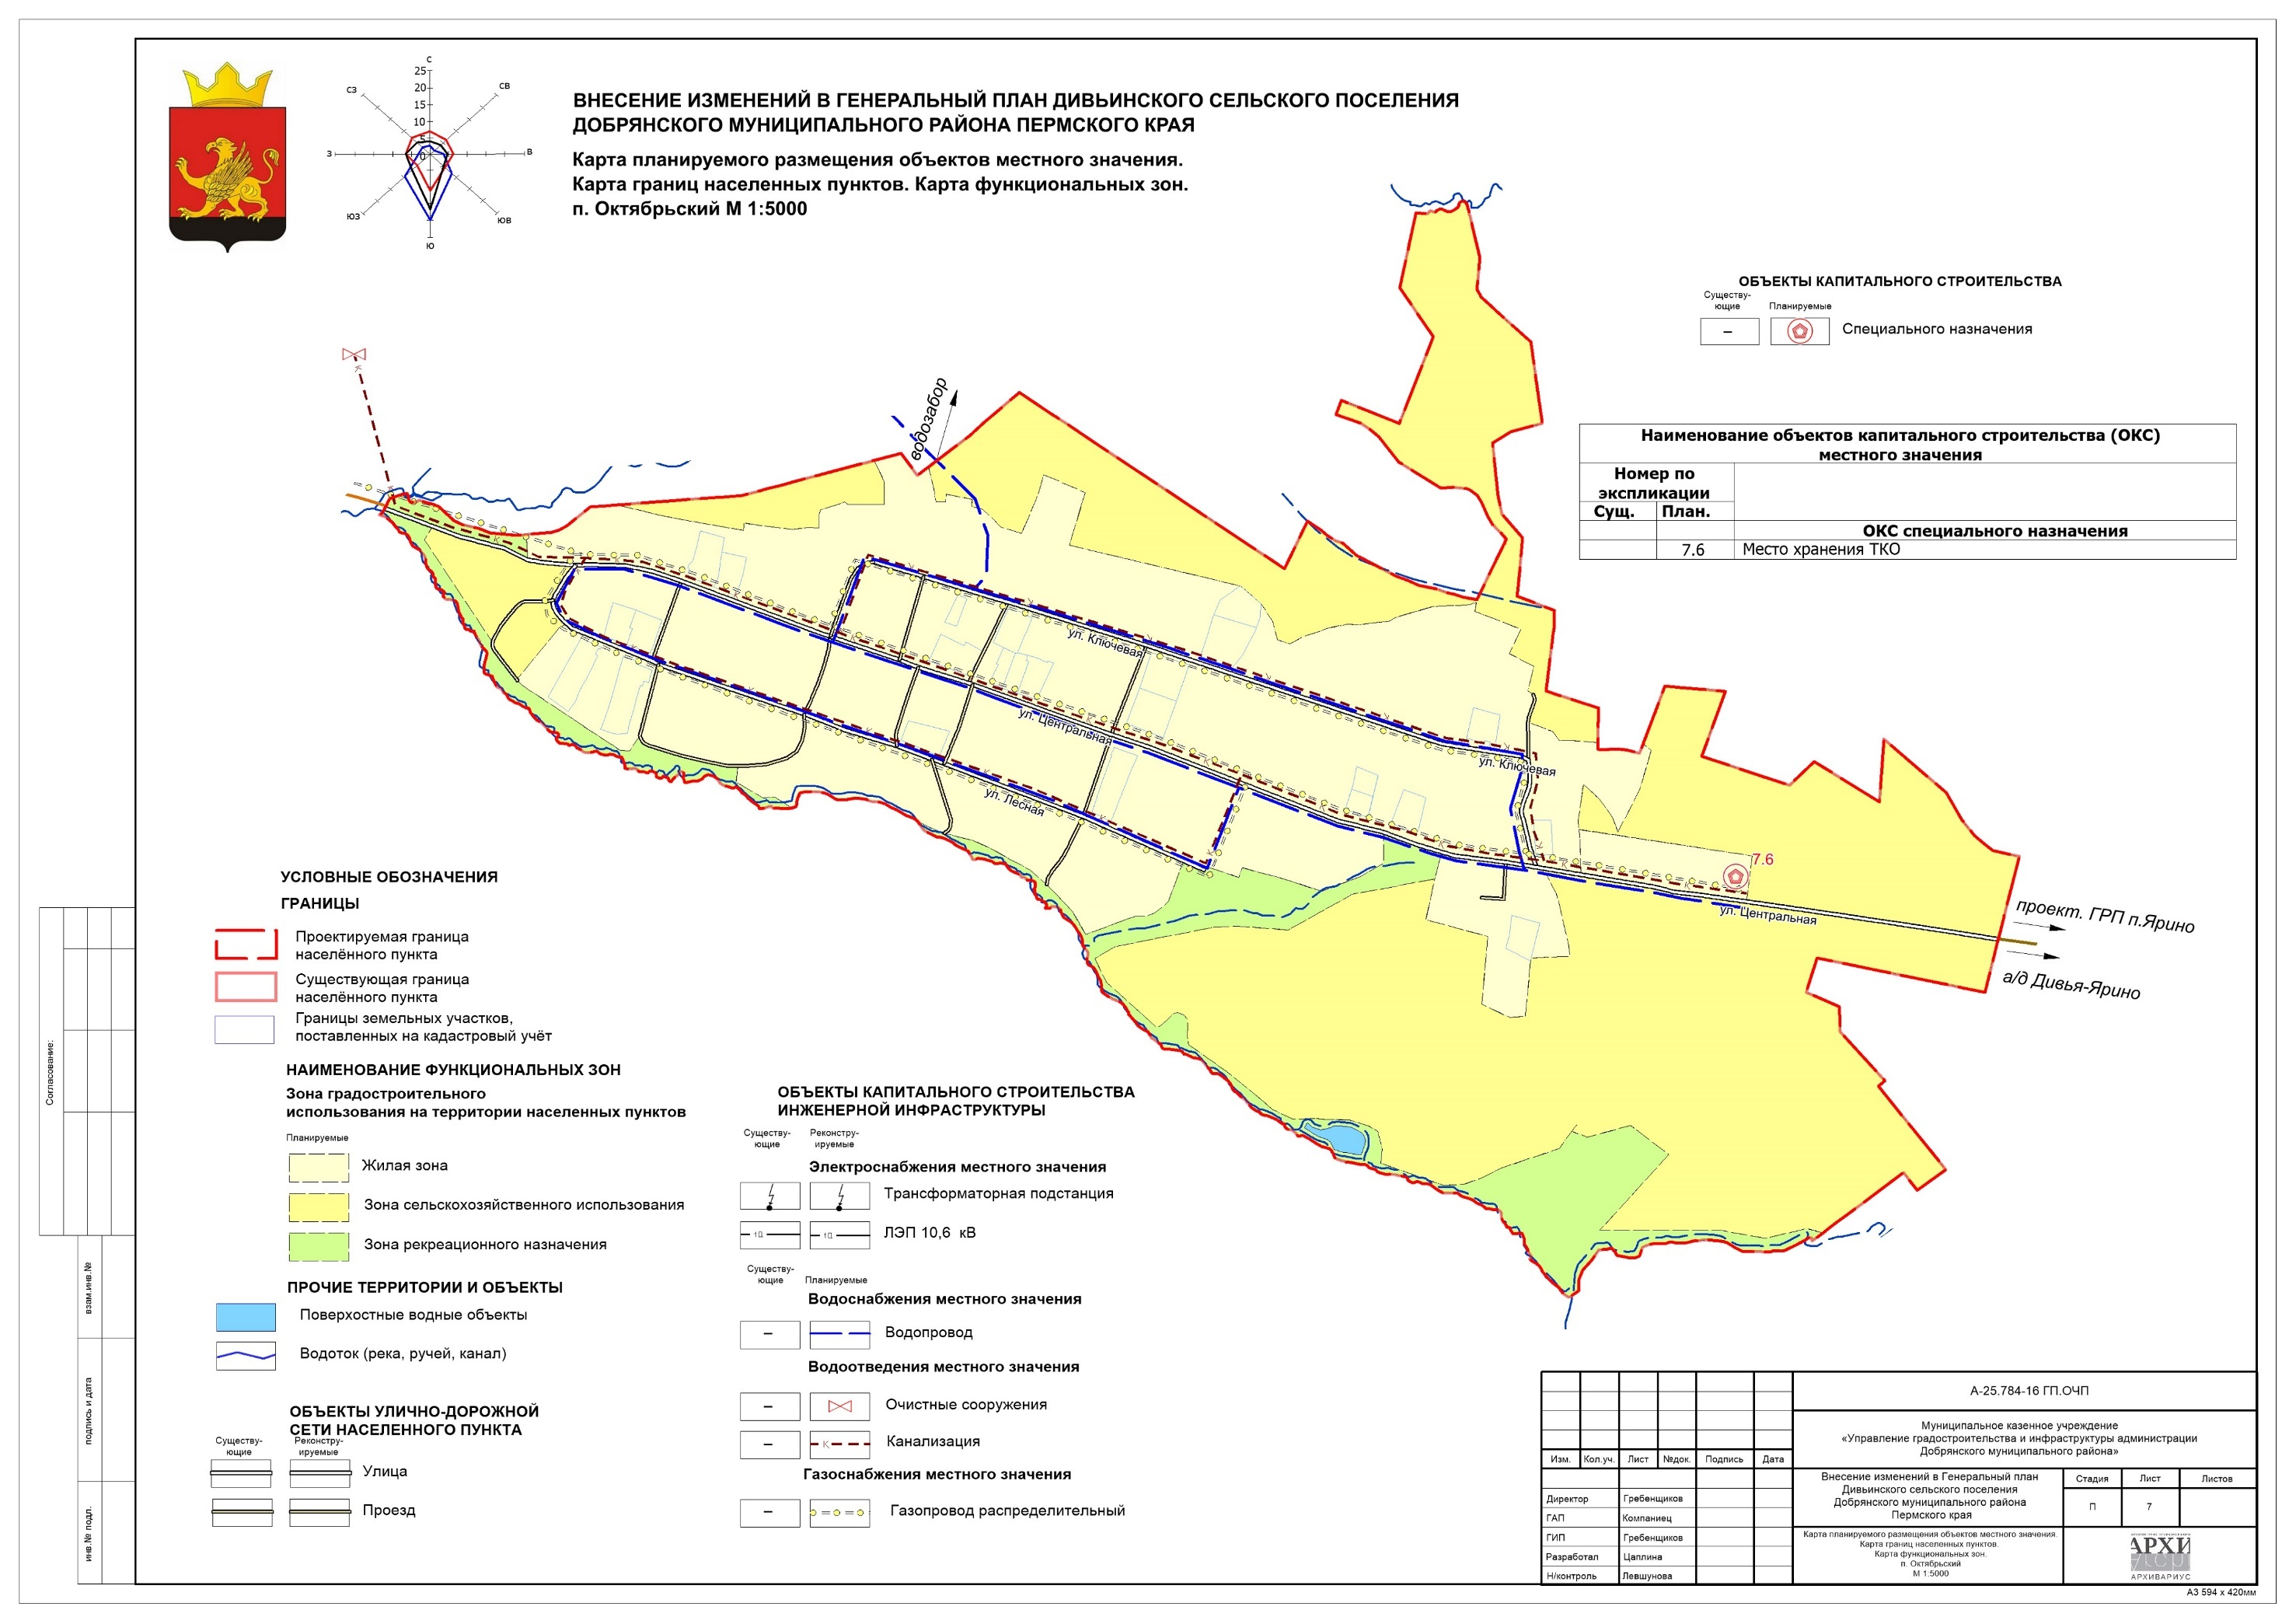 С
25
20
15
10
5
0
СЗ
СВ
З
В
ЮЗ
ЮВ
Ю
ВНЕСЕНИЕ ИЗМЕНЕНИЙ В ГЕНЕРАЛЬНЫЙ ПЛАН ДИВЬИНСКОГО СЕЛЬСКОГО ПОСЕЛЕНИЯ
ДОБРЯНСКОГО МУНИЦИПАЛЬНОГО РАЙОНА ПЕРМСКОГО КРАЯ
Карта планируемого размещения объектов местного значения.
Карта границ населенных пунктов. Карта функциональных зон.
п. Октябрьский М 1:5000
ОБЪЕКТЫ КАПИТАЛЬНОГО СТРОИТЕЛЬСТВА
Существу-
ющие
Планируемые
–
Специального назначения
Наименование объектов капитального строительства (ОКС)
местного значения
Номер по
экспликации
Сущ. План.
ОКС специального назначения
7.6 Место хранения ТКО
водозабор
ул. Ключевая
ул. Центральная
ул. Ключевая
ул. Лесная
7.6
ул. Центральная
проект. ГРП п.Ярино
а/д Дивья-Ярино
УСЛОВНЫЕ ОБОЗНАЧЕНИЯ
ГРАНИЦЫ
Проектируемая граница
населённого пункта
Существующая граница
населённого пункта
Границы земельных участков,
поставленных на кадастровый учёт
НАИМЕНОВАНИЕ ФУНКЦИОНАЛЬНЫХ ЗОН
Зона градостроительного
использования на территории населенных пунктов
Планируемые
Жилая зона
Зона сельскохозяйственного использования
Зона рекреационного назначения
ПРОЧИЕ ТЕРРИТОРИИ И ОБЪЕКТЫ
Поверхостные водные объекты
Водоток (река, ручей, канал)
ОБЪЕКТЫ УЛИЧНО-ДОРОЖНОЙ
СЕТИ НАСЕЛЕННОГО ПУНКТА
Существу-
ющие
Реконстру-
ируемые
Улица
Проезд
ОБЪЕКТЫ КАПИТАЛЬНОГО СТРОИТЕЛЬСТВА
ИНЖЕНЕРНОЙ ИНФРАСТРУКТУРЫ
Существу-
ющие
Реконстру-
ируемые
Электроснабжения местного значения
Трансформаторная подстанция
ЛЭП 10,6 кВ
Существу-
ющие
Планируемые
Водоснабжения местного значения
–
Водопровод
Водоотведения местного значения
–
Очистные сооружения
–
К
Канализация
Газоснабжения местного значения
–
Газопровод распределительный
Согласование:
взам.инв.№
подпись и дата
инв.№ подл.
А-25.784-16 ГП.ОЧП
Муниципальное казенное учреждение
«Управление градостроительства и инфраструктуры администрации
Добрянского муниципального района»
Изм. Кол.уч. Лист №док. Подпись Дата
Внесение изменений в Генеральный план
Дивьинского сельского поселения
Добрянского муниципального района
Пермского края
Стадия Лист Листов
П 7
Директор Гребенщиков
ГАП Компаниец
ГИП Гребенщиков
Разработал Цаплина
Н/контроль Левшунова
Карта планируемого размещения объектов местного значения.
Карта границ населенных пунктов.
Карта функциональных зон.
п. Октябрьский
М 1:5000
АРХИВАРИУС
А3 594 х 420мм